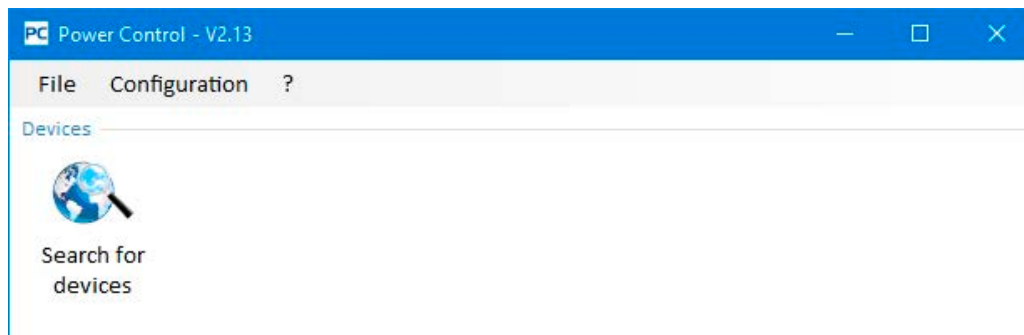 PC Power Control - V2.13
File Configuration ?
Devices
Search for
devices